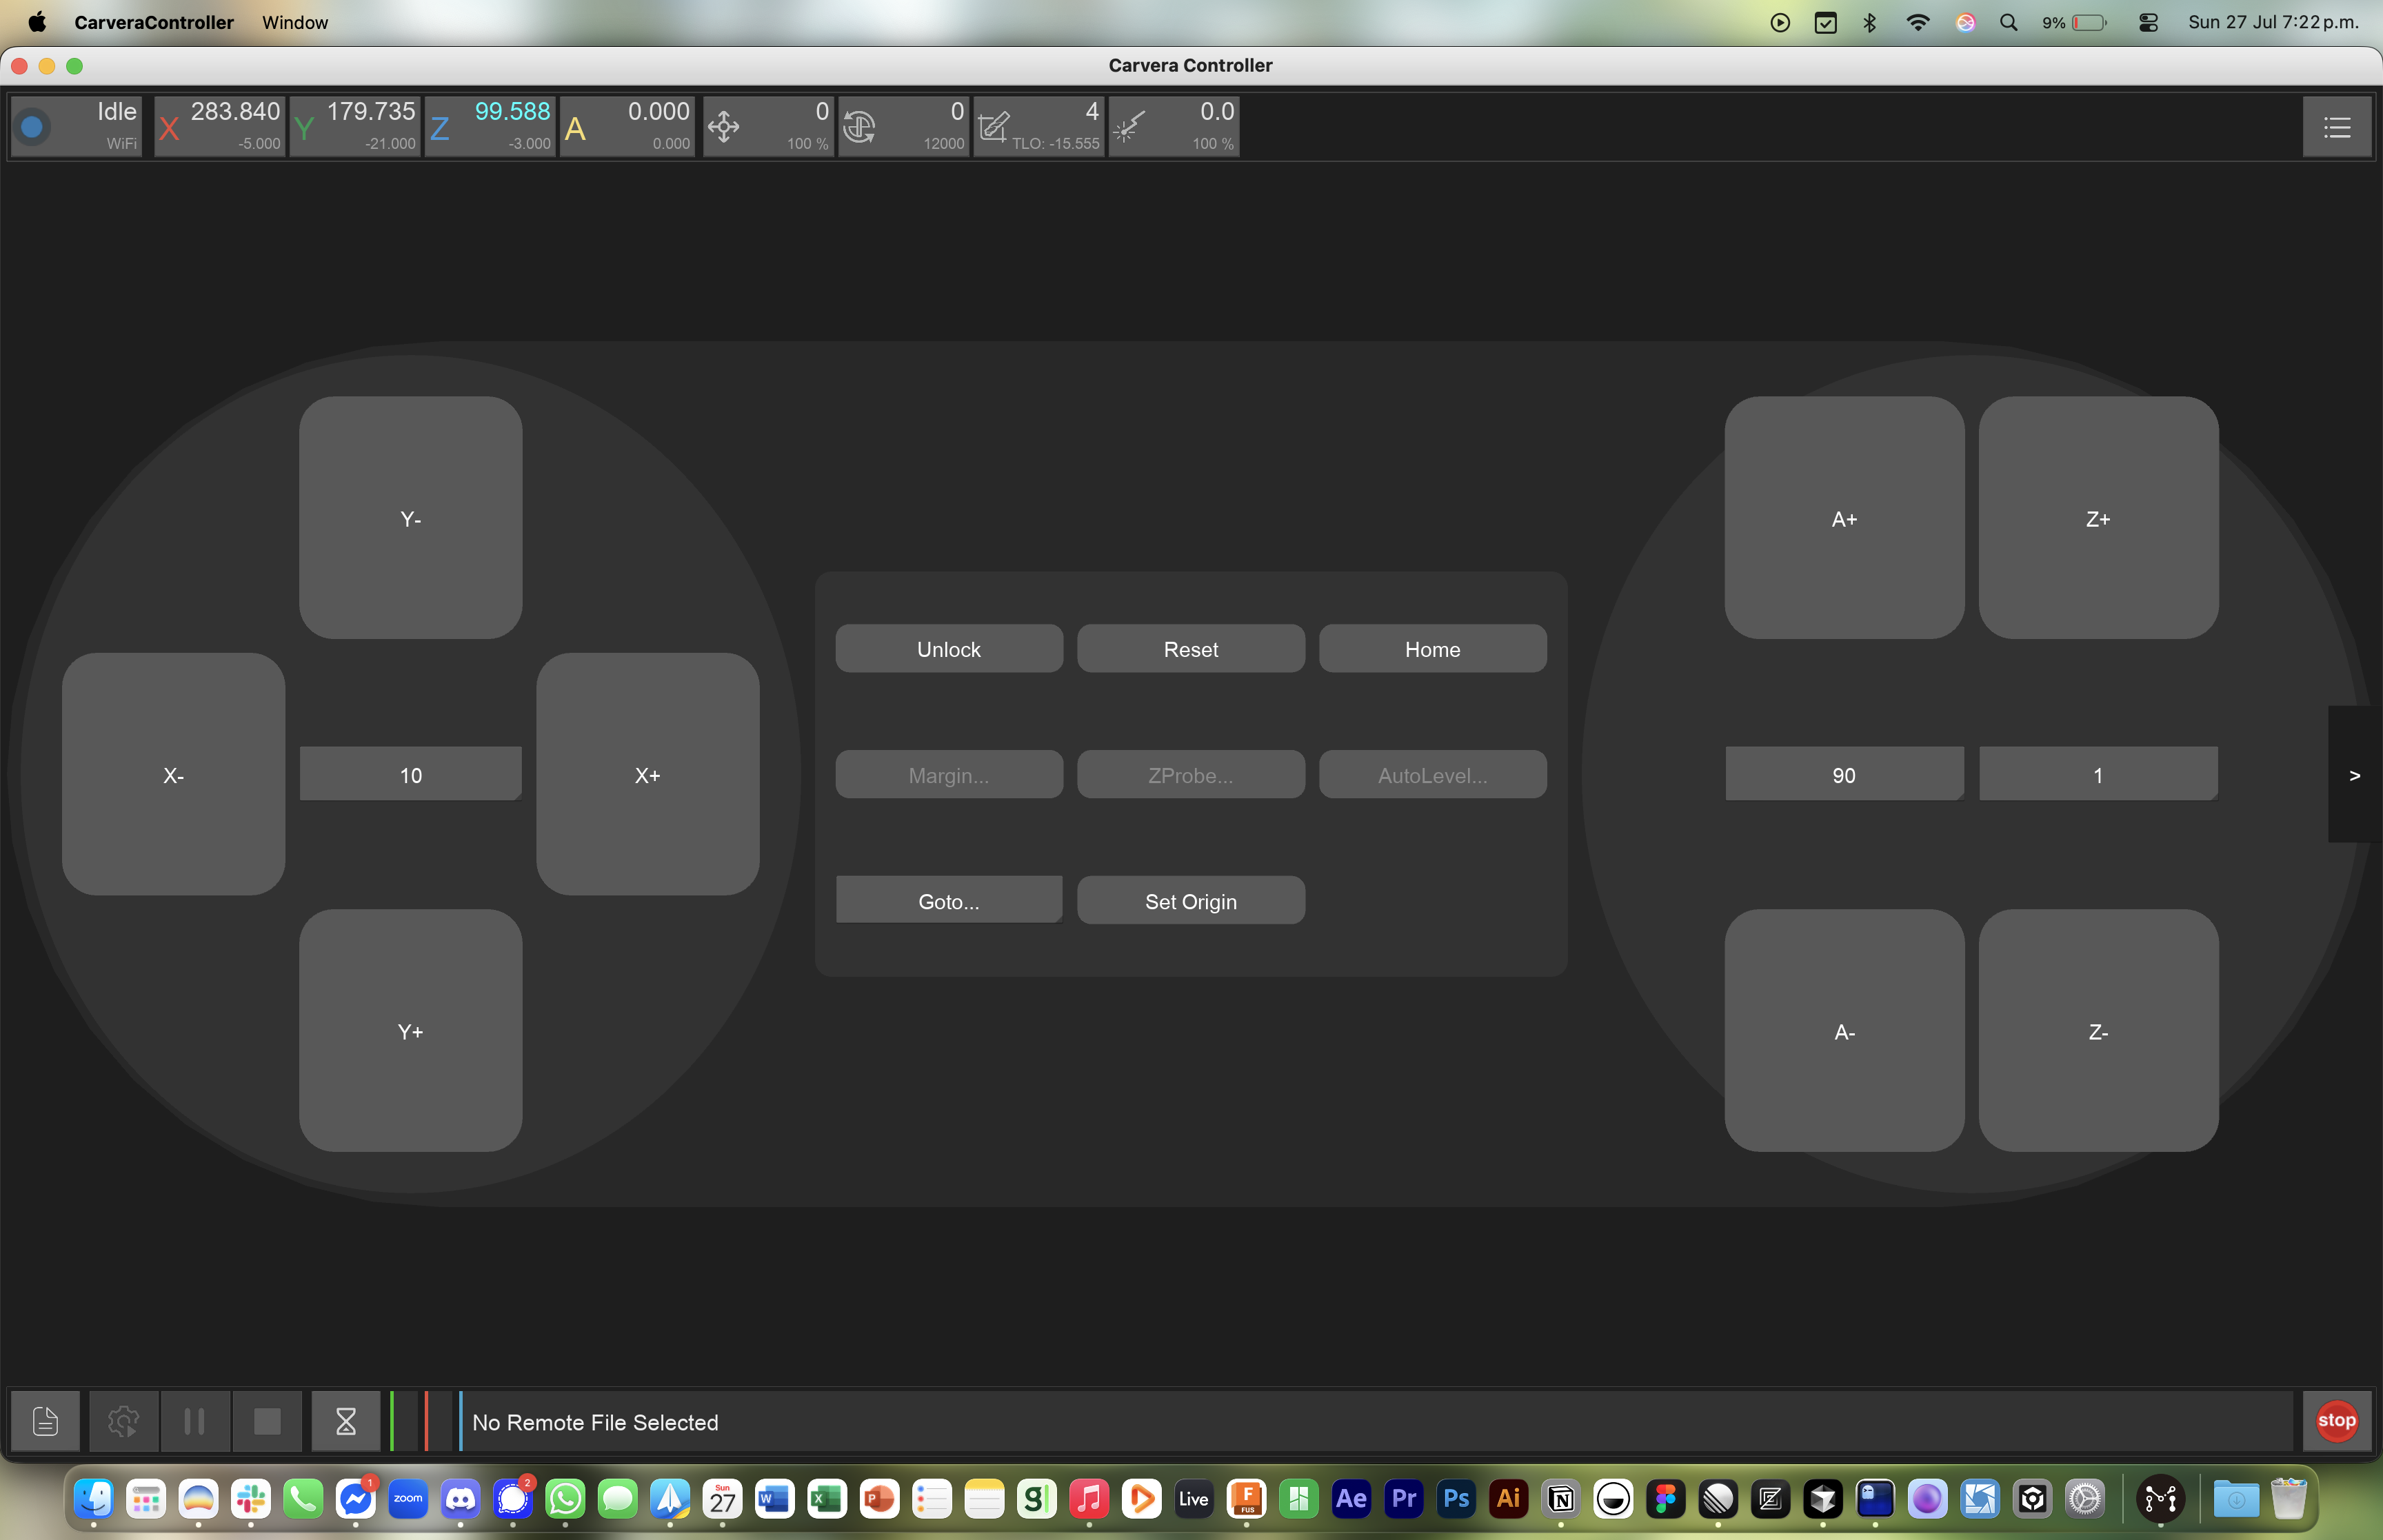 CarveraController Window 9% Sun 27 Jul 7:22 p.m.
Carvera Controller
Idle X 283.840 Y 179.735 Z 99.588 A 0.000 0 0 4 0.0
WiFi -5.000 -21.000 -3.000 0.000 100 % 12000 TLO: -15.555 100 %
Y- A+ Z+
Unlock Reset Home
X- 10 X+ Margin... ZProbe... AutoLevel... 90 1 >
Goto... Set Origin
Y+ A- Z-
No Remote File Selected stop
1 zoom 2 Sun 27 W X P g Live F FUS Ae Pr Ps Ai N